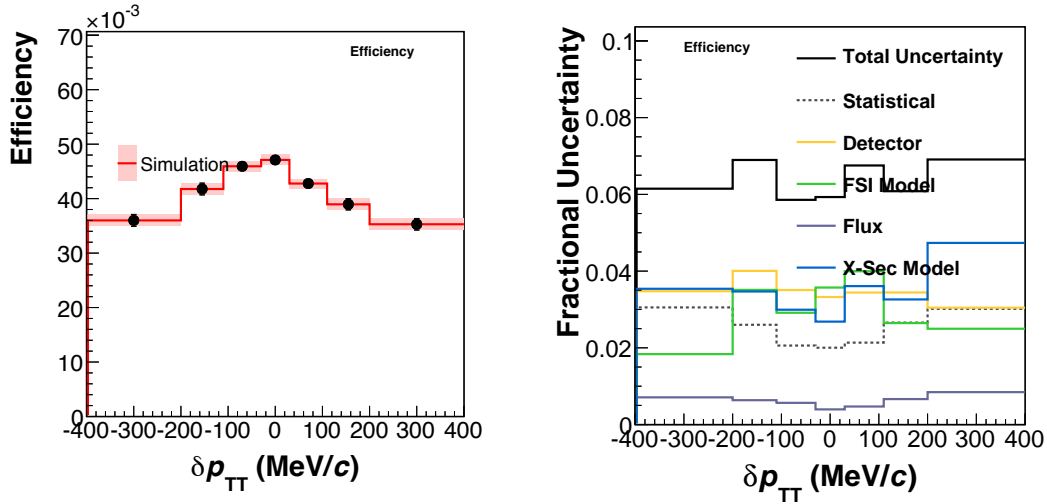 ×10⁻³
Efficiency
70
60
50
40
30
20
10
0
Efficiency
Simulation
-400 -300 -200 -100 0 100 200 300 400
δp_TT (MeV/c)
Fractional Uncertainty
0.1
0.08
0.06
0.04
0.02
0
Efficiency
Total Uncertainty
Statistical
Detector
FSI Model
Flux
X-Sec Model
-400 -300 -200 -100 0 100 200 300 400
δp_TT (MeV/c)